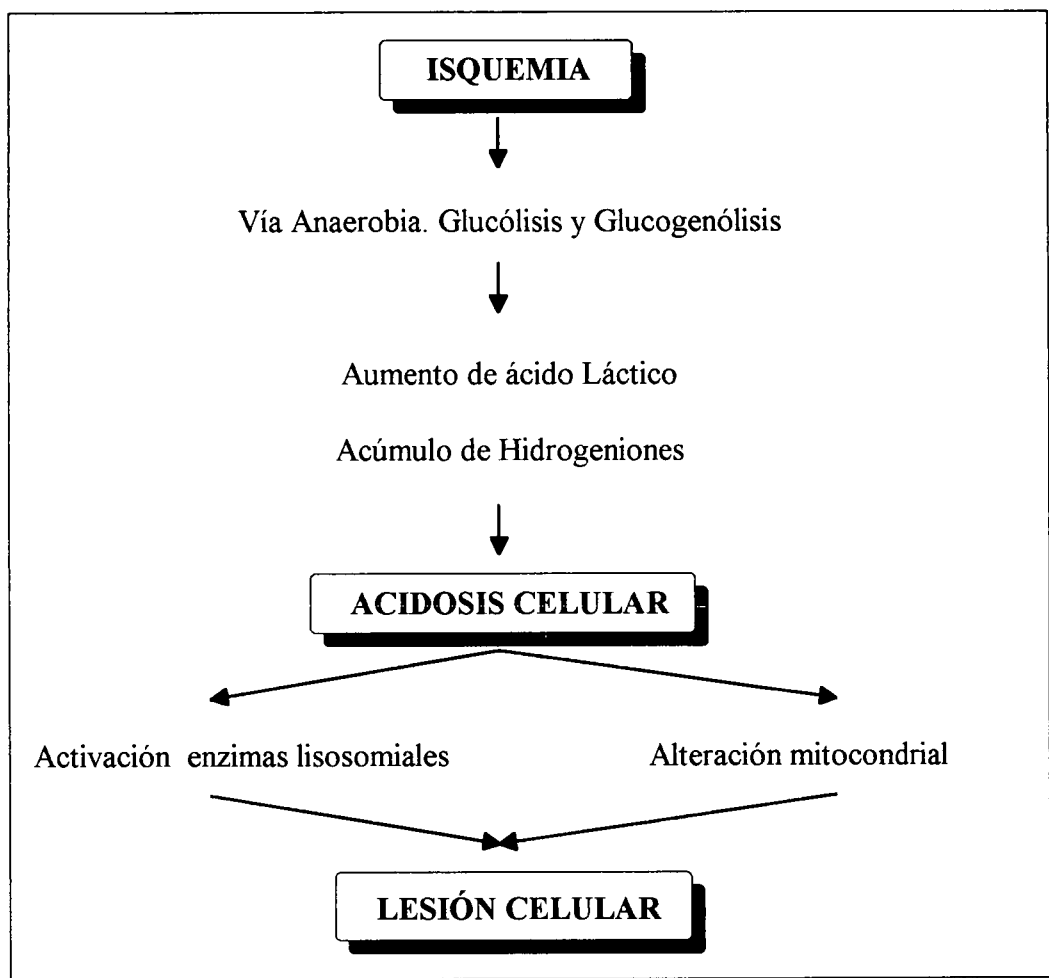 ISQUEMIA
Vía Anaerobia. Glucólisis y Glucogenólisis
Aumento de ácido Láctico
Acúmulo de Hidrogeniones
ACIDOSIS CELULAR
Activación enzimas lisosomiales
Alteración mitocondrial
LESIÓN CELULAR